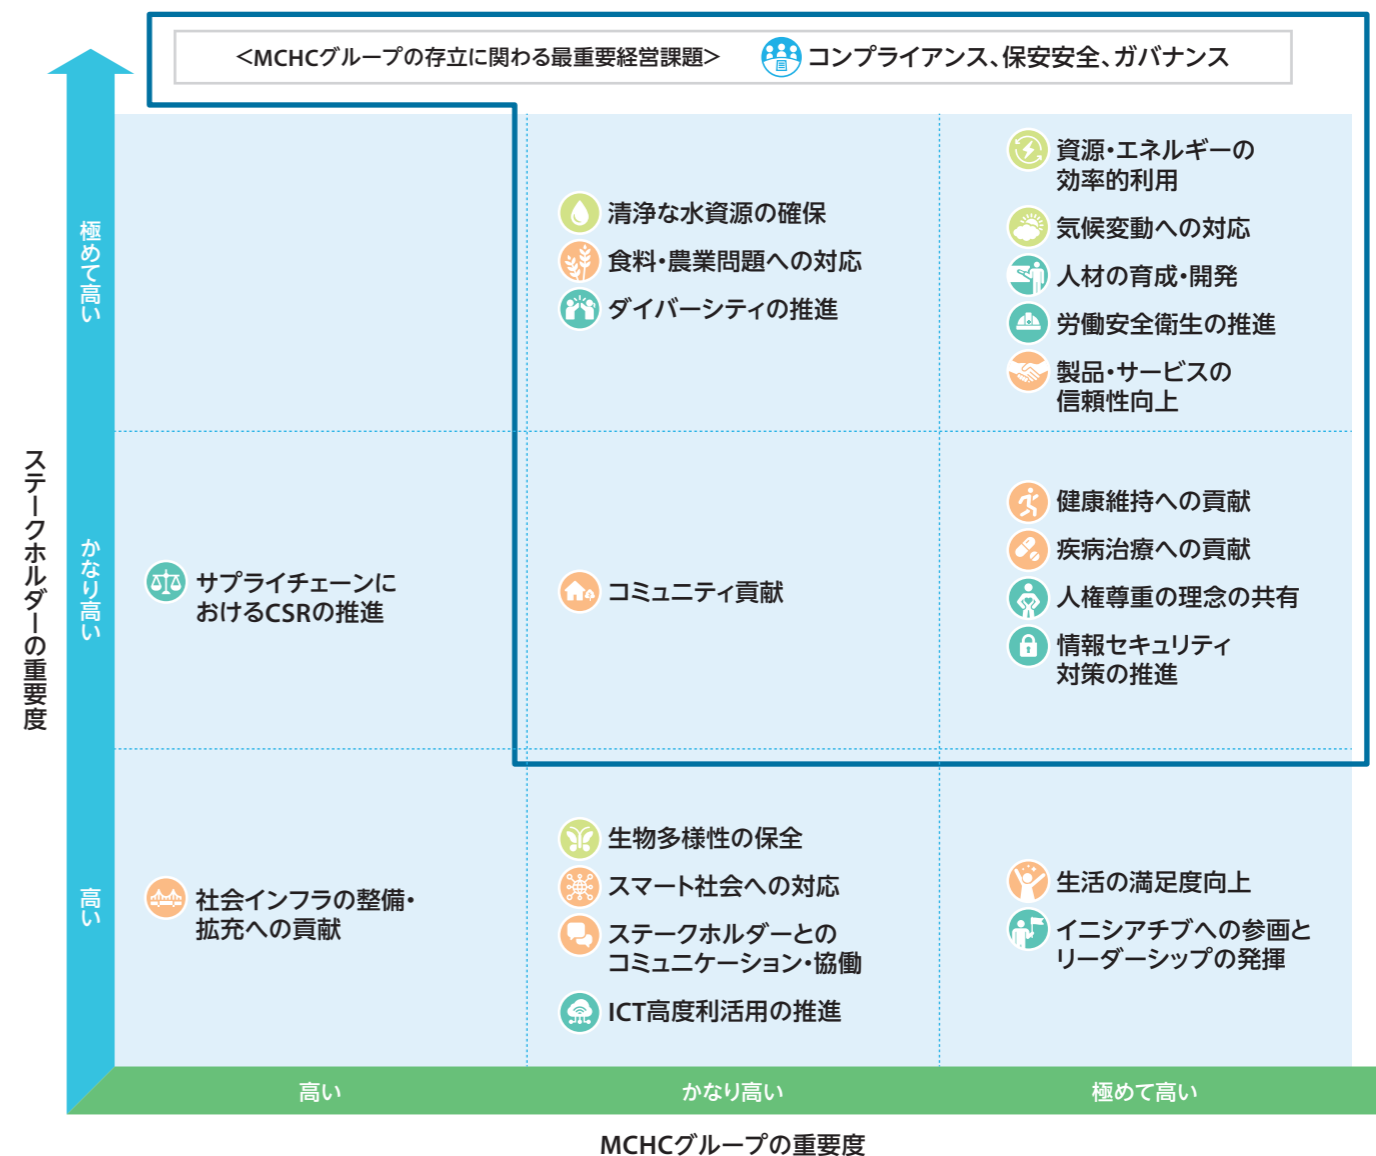 <MCHCグループの存立に関わる最重要経営課題> コンプライアンス、保安安全、ガバナンス
ステークホルダーの重要度
極めて高い
清浄な水資源の確保
食料・農業問題への対応
ダイバーシティの推進
資源・エネルギーの
効率的利用
気候変動への対応
人材の育成・開発
労働安全衛生の推進
製品・サービスの
信頼性向上
かなり高い
サプライチェーンに
おけるCSRの推進
コミュニティ貢献
健康維持への貢献
疾病治療への貢献
人権尊重の理念の共有
情報セキュリティ
対策の推進
高い
社会インフラの整備・
拡充への貢献
生物多様性の保全
スマート社会への対応
ステークホルダーとの
コミュニケーション・協働
ICT高度利活用の推進
生活の満足度向上
イニシアチブへの参画と
リーダーシップの発揮
高い
かなり高い
極めて高い
MCHCグループの重要度